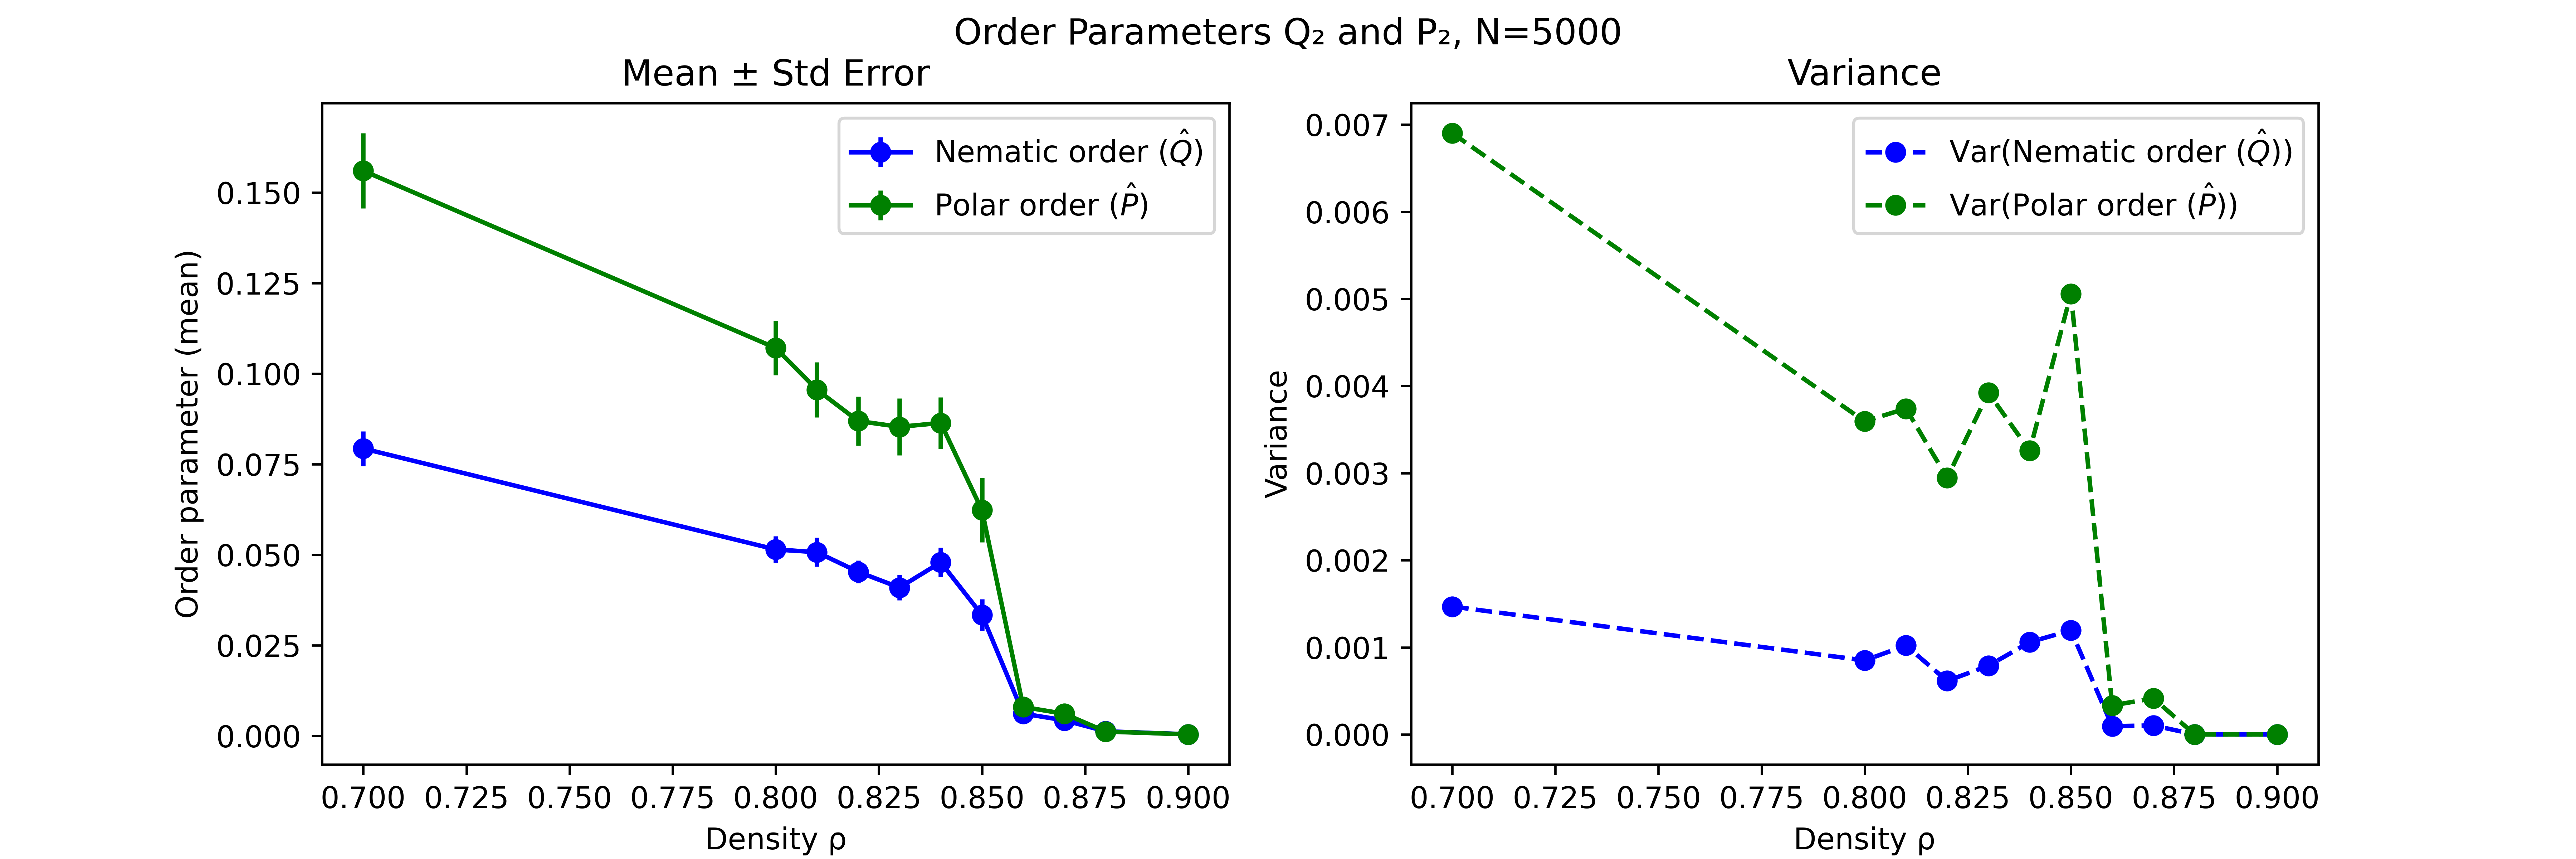 Order Parameters Q₂ and P₂, N=5000
Mean ± Std Error
Nematic order (Q̂)
Polar order (P̂)
Order parameter (mean)
0.150
0.125
0.100
0.075
0.050
0.025
0.000
0.700 0.725 0.750 0.775 0.800 0.825 0.850 0.875 0.900
Density ρ
Variance
Var(Nematic order (Q̂))
Var(Polar order (P̂))
Variance
0.007
0.006
0.005
0.004
0.003
0.002
0.001
0.000
0.700 0.725 0.750 0.775 0.800 0.825 0.850 0.875 0.900
Density ρ